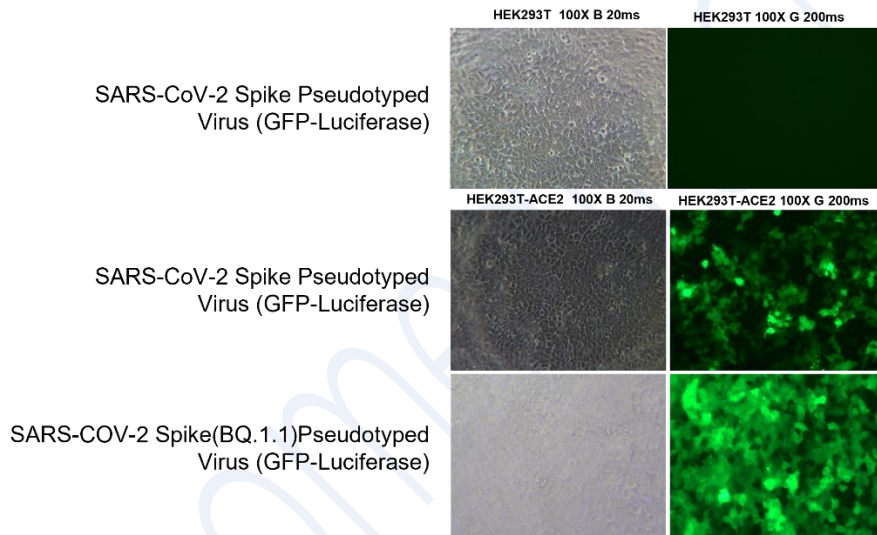 HEK293T 100X B 20ms
HEK293T 100X G 200ms
SARS-CoV-2 Spike Pseudotyped
Virus (GFP-Luciferase)
HEK293T-ACE2 100X B 20ms
HEK293T-ACE2 100X G 200ms
SARS-CoV-2 Spike Pseudotyped
Virus (GFP-Luciferase)
SARS-COV-2 Spike(BQ.1.1)Pseudotyped
Virus (GFP-Luciferase)